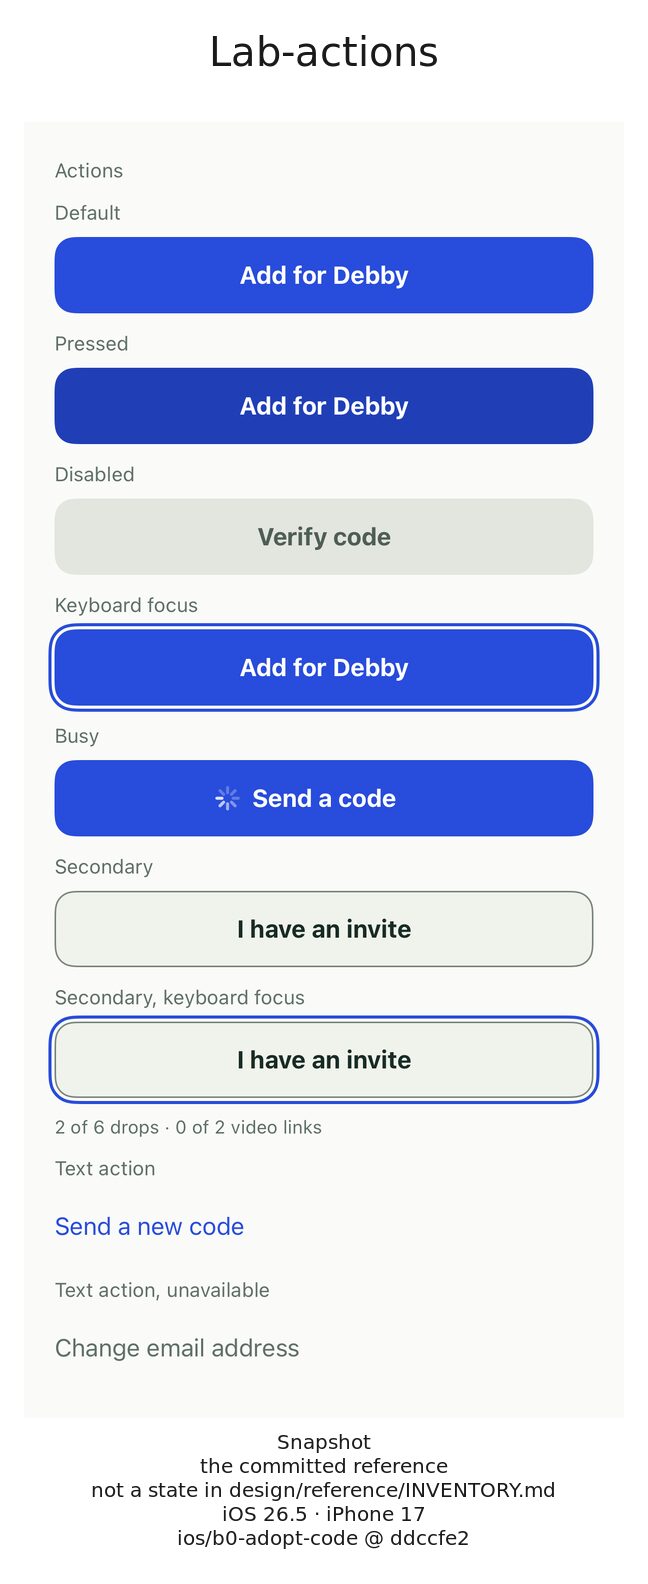 Lab-actions
Actions
Default
Add for Debby
Pressed
Add for Debby
Disabled
Verify code
Keyboard focus
Add for Debby
Busy
Send a code
Secondary
I have an invite
Secondary, keyboard focus
I have an invite
2 of 6 drops · 0 of 2 video links
Text action
Send a new code
Text action, unavailable
Change email address
Snapshot
the committed reference
not a state in design/reference/INVENTORY.md
iOS 26.5 · iPhone 17
ios/b0-adopt-code @ ddccfe2